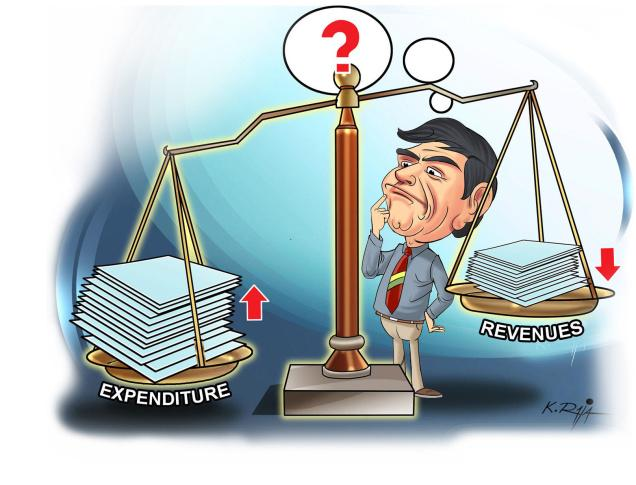 ?
REVENUES
EXPENDITURE
K. Raja